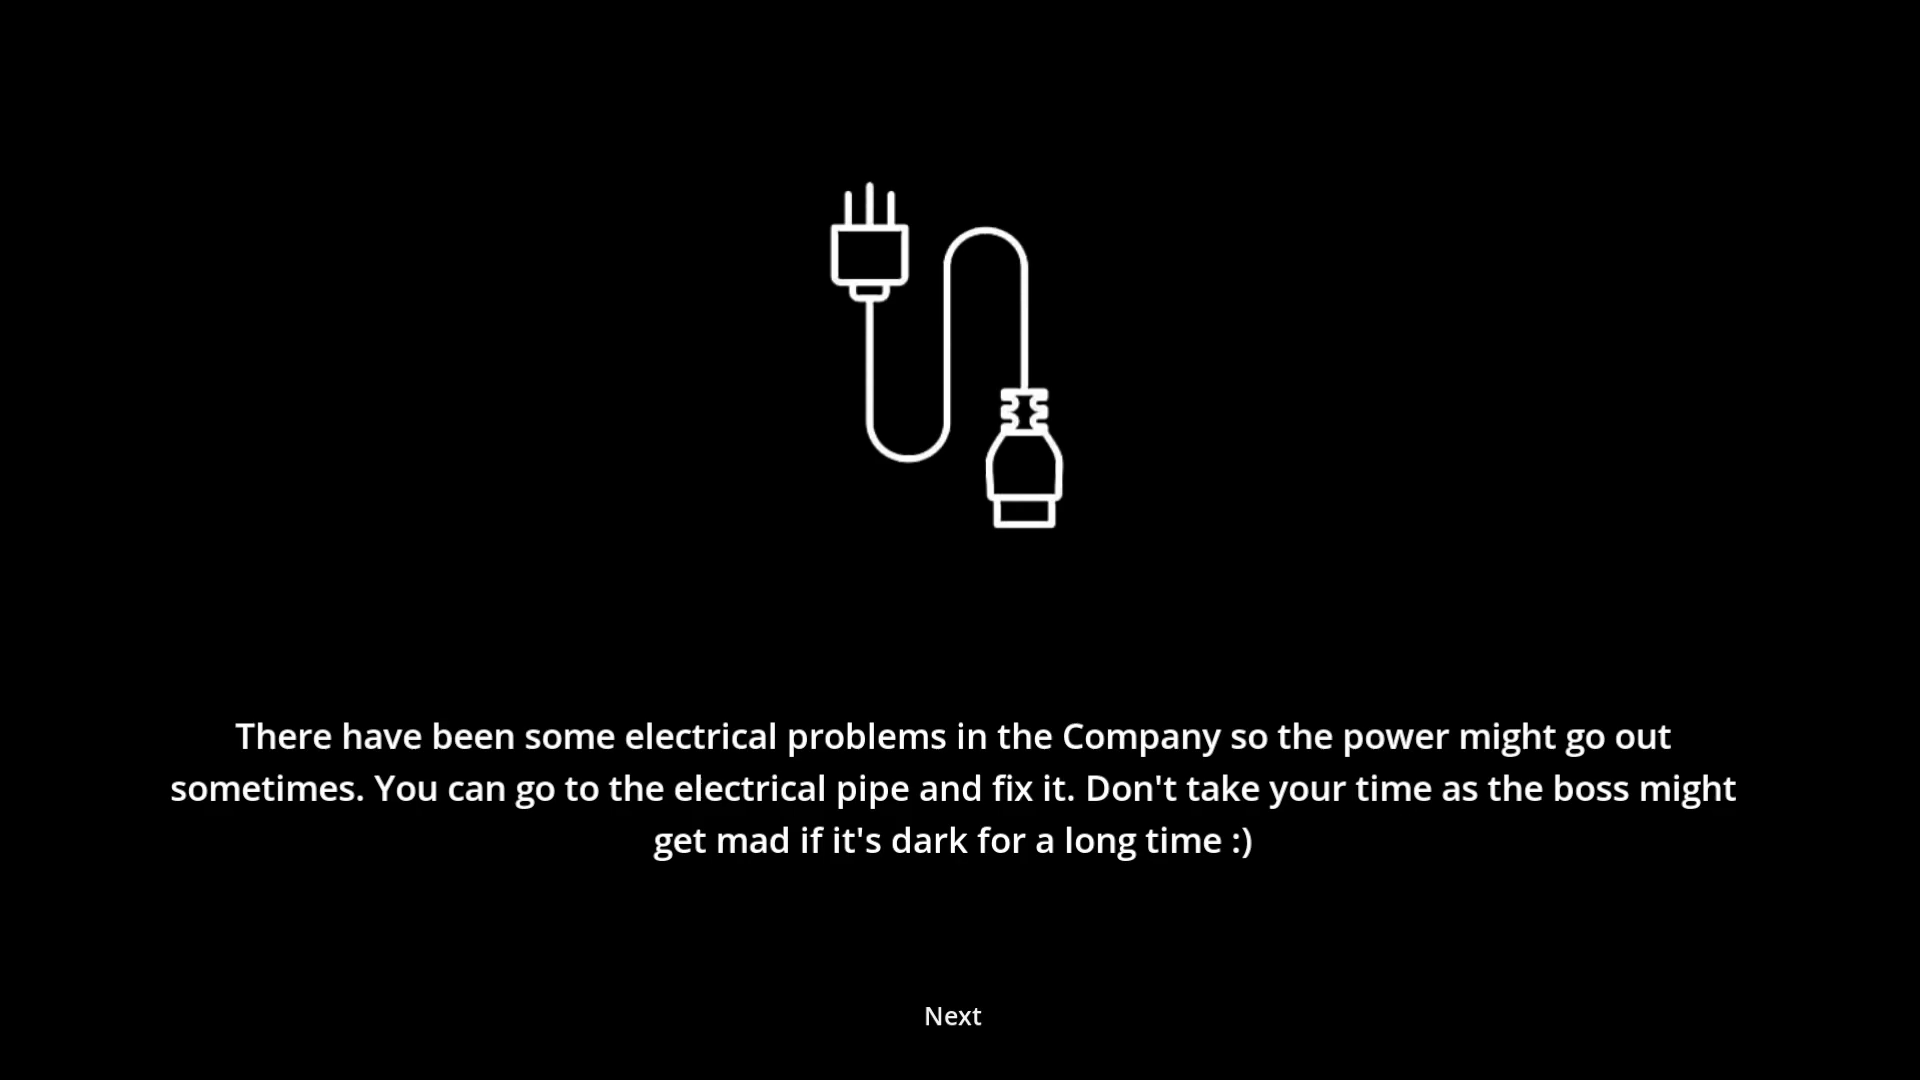 There have been some electrical problems in the Company so the power might go out
sometimes. You can go to the electrical pipe and fix it. Don't take your time as the boss might
get mad if it's dark for a long time :)
Next